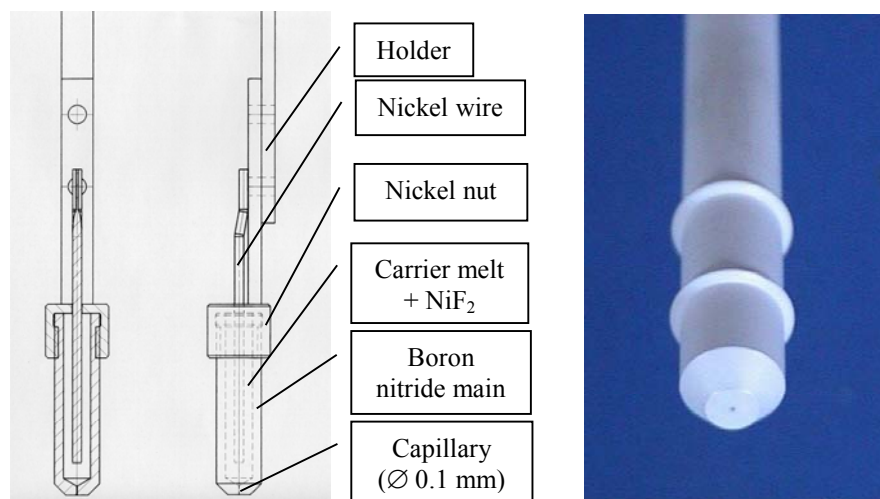 Holder
Nickel wire
Nickel nut
Carrier melt
+ NiF₂
Boron
nitride main
Capillary
(∅ 0.1 mm)